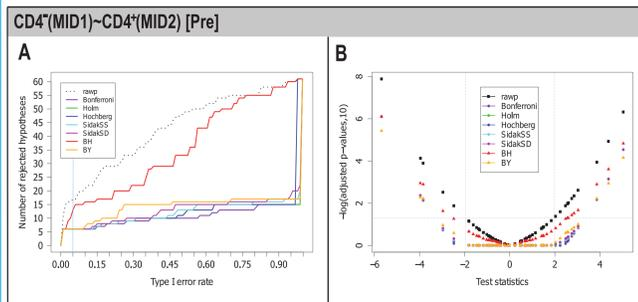 CD4⁻(MID1)~CD4⁺(MID2) [Pre]
A
Number of rejected hypotheses
60
55
50
45
40
35
30
25
20
15
10
5
0
rawp
Bonferroni
Holm
Hochberg
SidakSS
SidakSD
BH
BY
0.00 0.15 0.30 0.45 0.60 0.75 0.90
Type I error rate
B
−log(adjusted p−values,10)
8
6
4
2
0
rawp
Bonferroni
Holm
Hochberg
SidakSS
SidakSD
BH
BY
−6 −4 −2 0 2 4
Test statistics